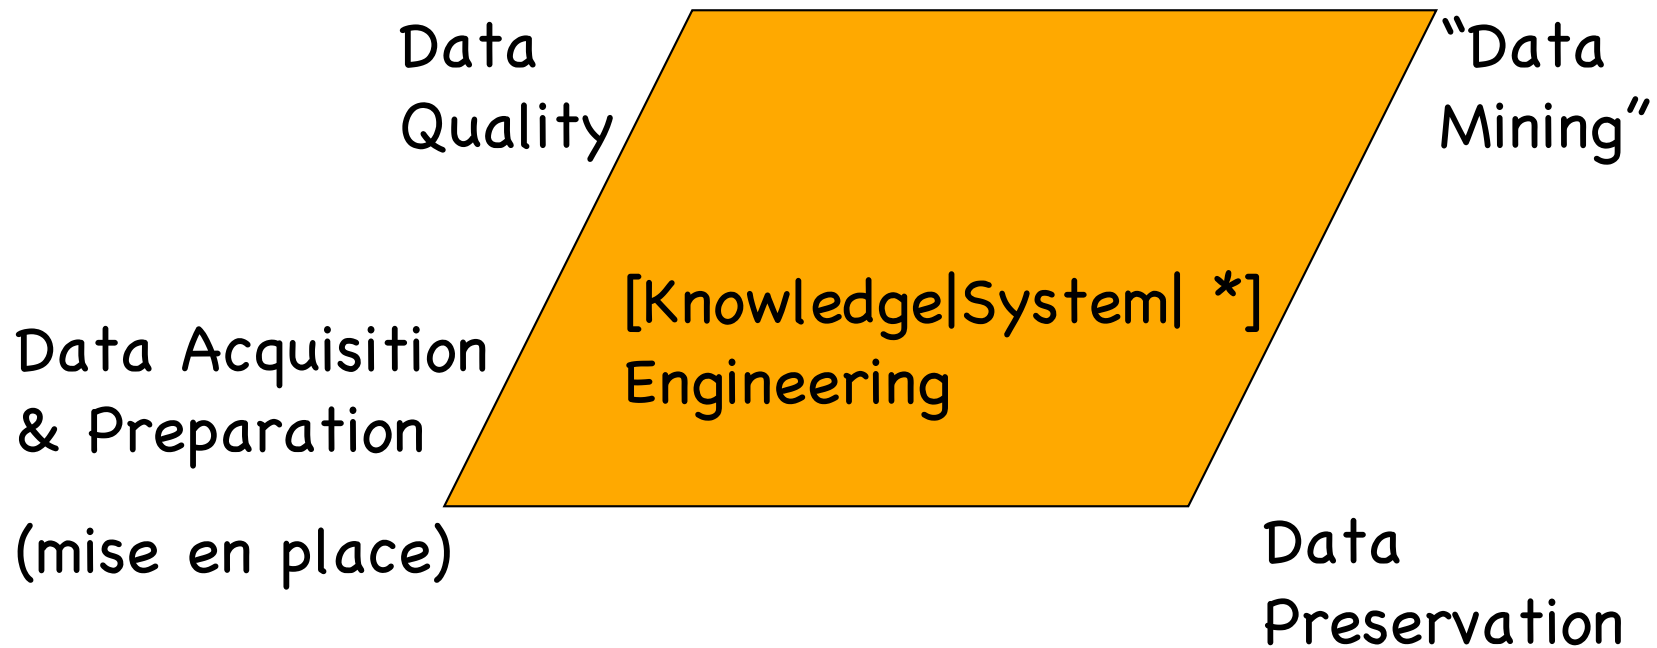 Data
Quality
“Data
Mining”
[Knowledge|System| *]
Engineering
Data Acquisition
& Preparation
(mise en place)
Data
Preservation